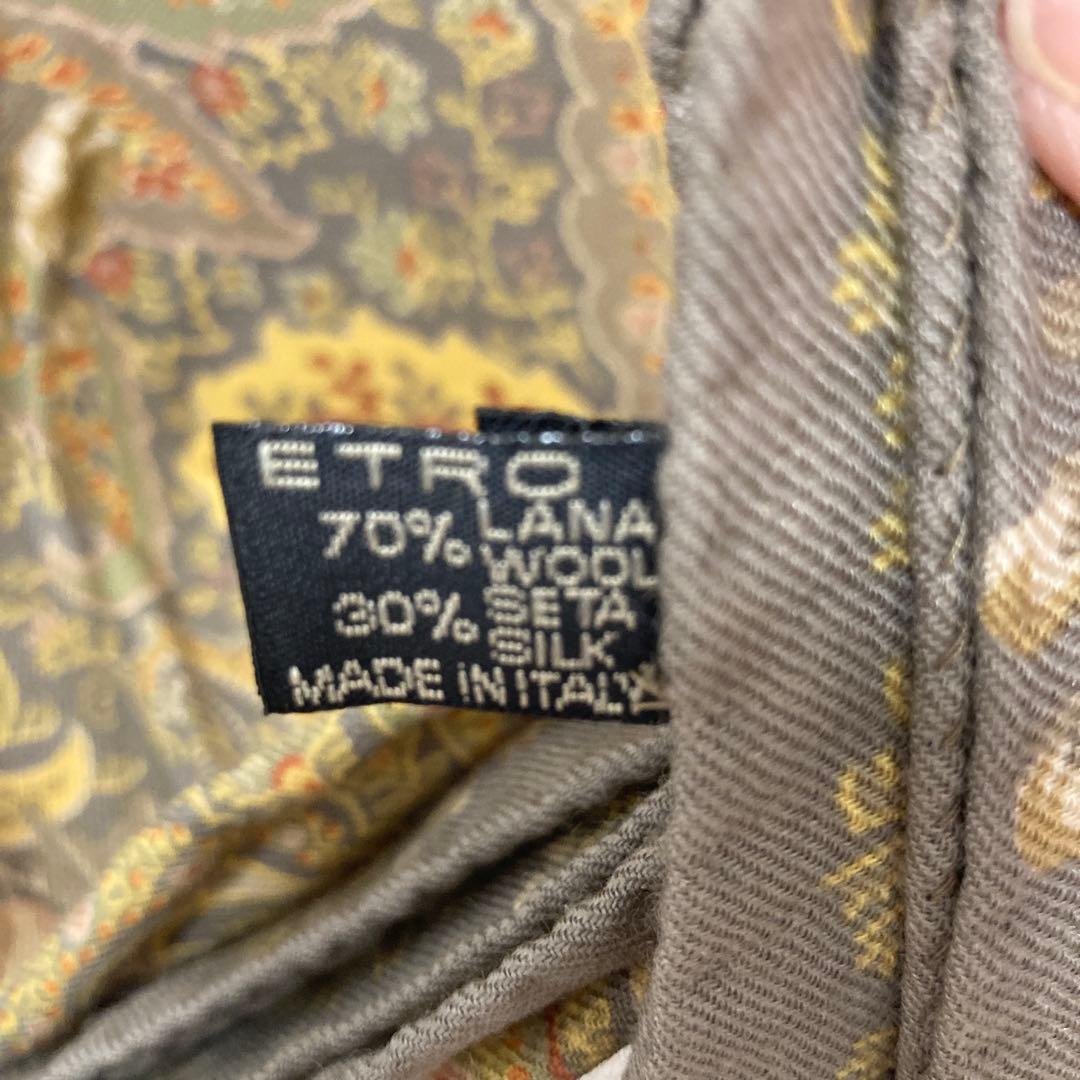 ETRO
70% LANA
WOOL
30% SETA
SILK
MADE IN ITALY